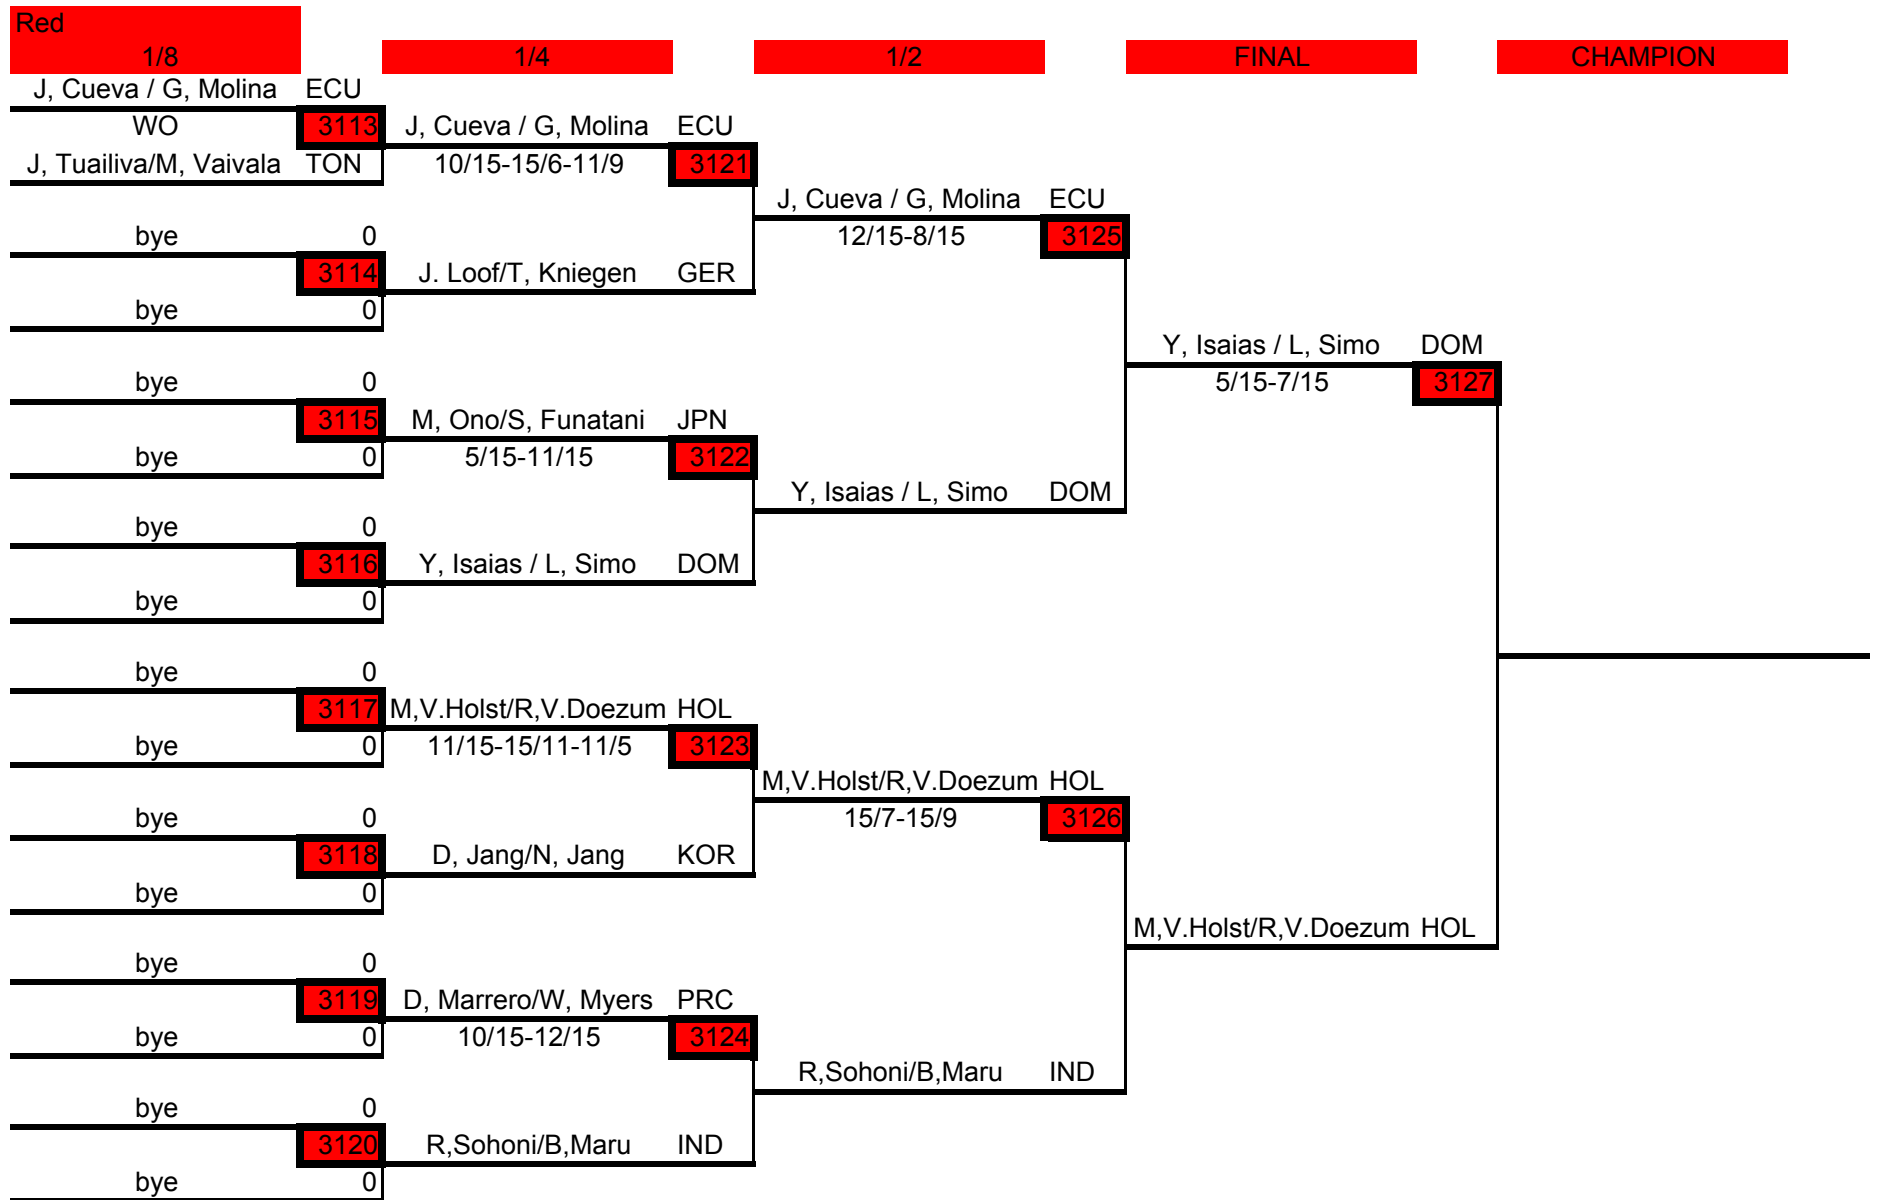 Red
1/8 1/4 1/2 FINAL CHAMPION
J, Cueva / G, Molina ECU
WO 3113 J, Cueva / G, Molina ECU
J, Tuailiva/M, Vaivala TON 10/15-15/6-11/9 3121
J, Cueva / G, Molina ECU
bye 0 12/15-8/15 3125
3114 J. Loof/T, Kniegen GER
bye 0
Y, Isaias / L, Simo DOM
bye 0 5/15-7/15 3127
3115 M, Ono/S, Funatani JPN
bye 0 5/15-11/15 3122
Y, Isaias / L, Simo DOM
bye 0
3116 Y, Isaias / L, Simo DOM
bye 0
bye 0
3117 M,V.Holst/R,V.Doezum HOL
bye 0 11/15-15/11-11/5 3123
M,V.Holst/R,V.Doezum HOL
bye 0 15/7-15/9 3126
3118 D, Jang/N, Jang KOR
bye 0
M,V.Holst/R,V.Doezum HOL
bye 0
3119 D, Marrero/W, Myers PRC
bye 0 10/15-12/15 3124
R,Sohoni/B,Maru IND
bye 0
3120 R,Sohoni/B,Maru IND
bye 0